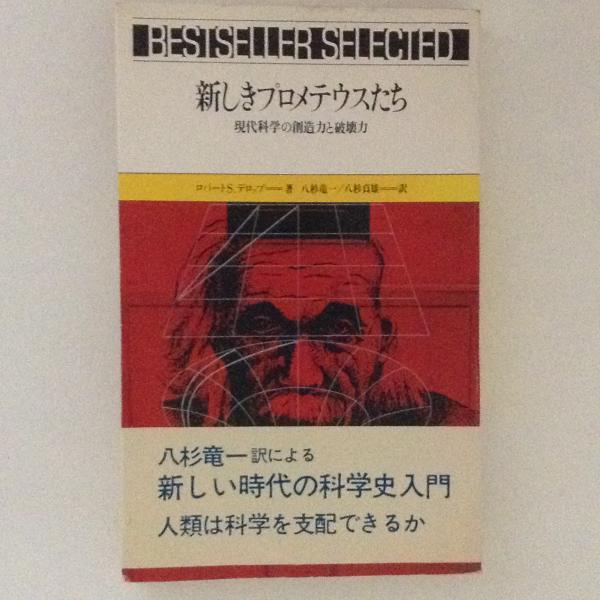 BESTSELLER SELECTED
新しきプロメテウスたち
現代科学の創造力と破壊力
ロバートS.デロップ──著 八杉竜一/八杉貞雄──訳
八杉竜一訳による
新しい時代の科学史入門
人類は科学を支配できるか